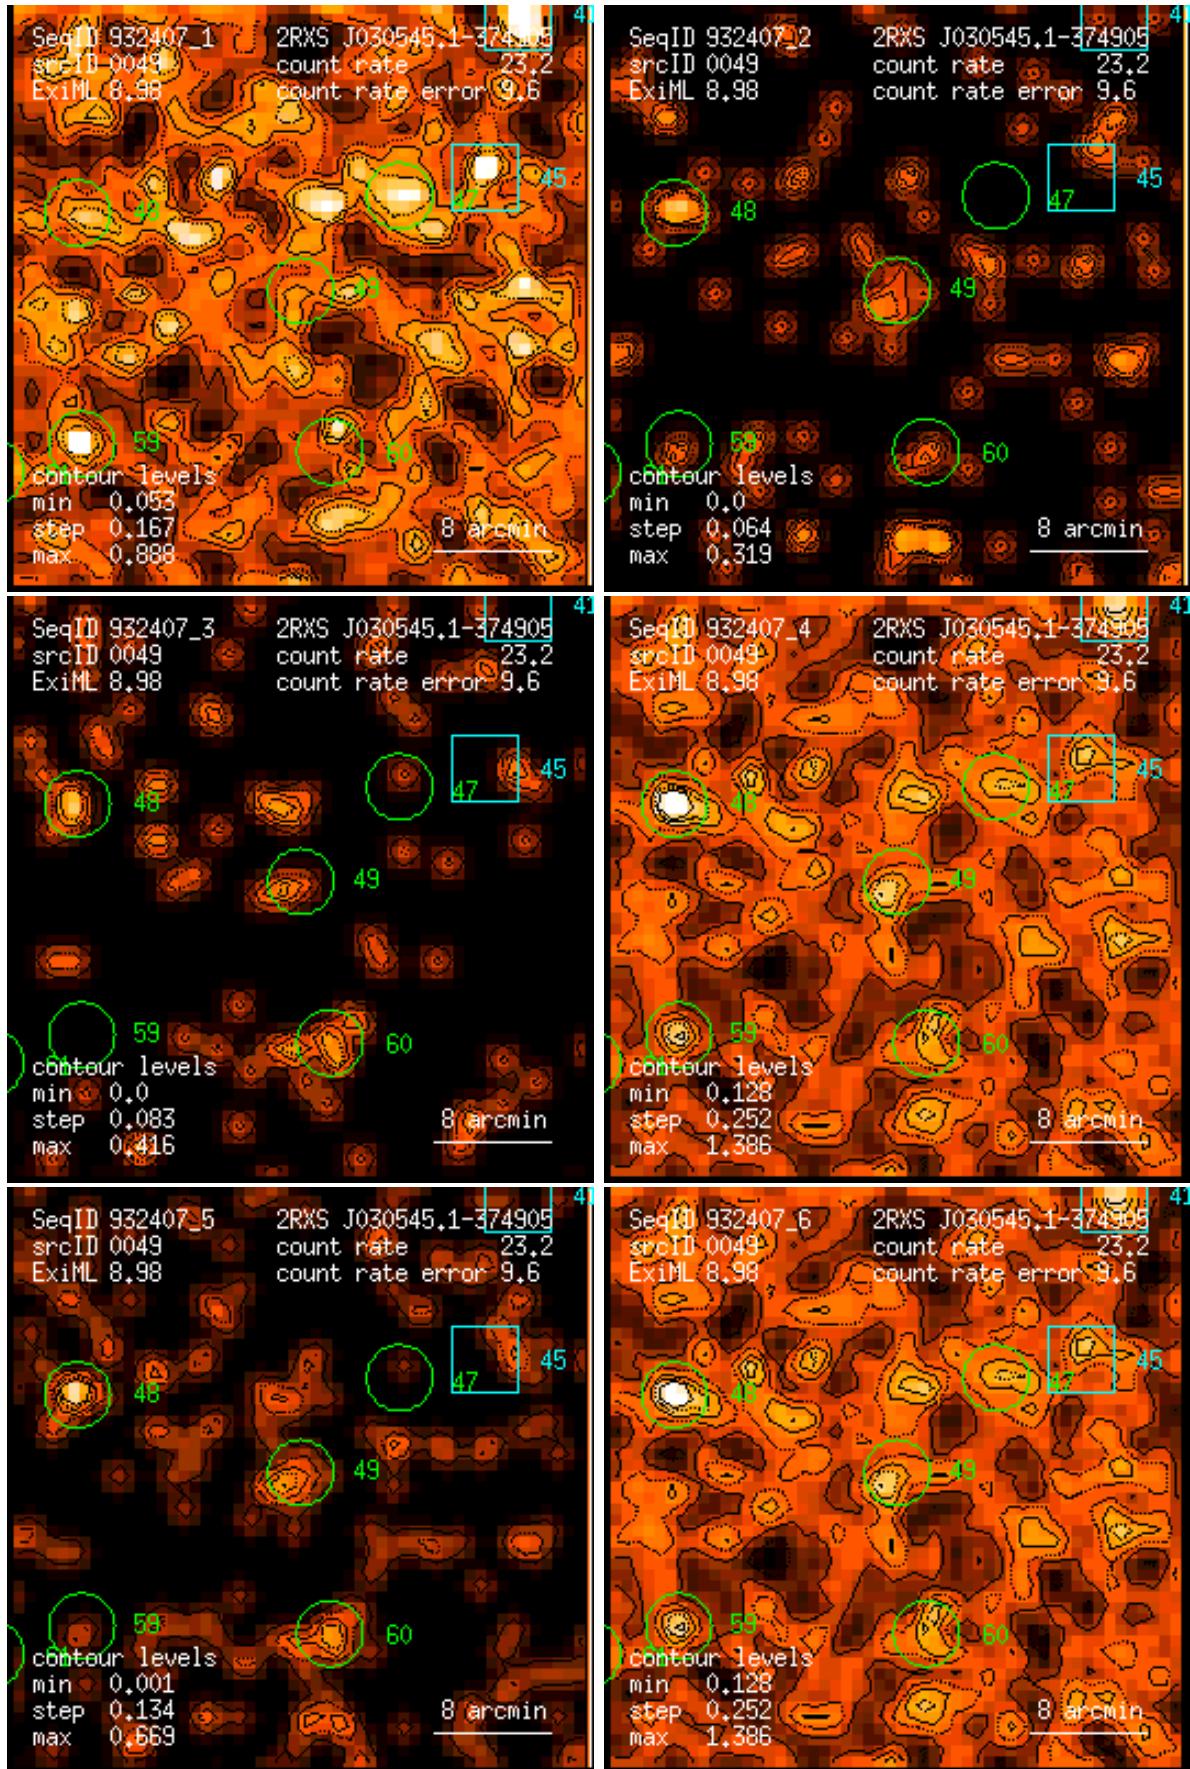 SeqID 932407_1 2RXS J030545.1-374905 41
srcID 0049 count rate 23.2
ExiML 8.98 count rate error 9.6
45
47
48
49
59
60
contour levels
min 0.053
step 0.167
max 0.888
8 arcmin
SeqID 932407_2 2RXS J030545.1-374905 41
srcID 0049 count rate 23.2
ExiML 8.98 count rate error 9.6
45
47
48
49
59
60
contour levels
min 0.0
step 0.064
max 0.319
8 arcmin
SeqID 932407_3 2RXS J030545.1-374905 41
srcID 0049 count rate 23.2
ExiML 8.98 count rate error 9.6
45
47
48
49
59
60
contour levels
min 0.0
step 0.083
max 0.416
8 arcmin
SeqID 932407_4 2RXS J030545.1-374905 41
srcID 0049 count rate 23.2
ExiML 8.98 count rate error 9.6
45
47
48
49
59
60
contour levels
min 0.128
step 0.252
max 1.386
8 arcmin
SeqID 932407_5 2RXS J030545.1-374905 41
srcID 0049 count rate 23.2
ExiML 8.98 count rate error 9.6
45
47
48
49
59
60
contour levels
min 0.001
step 0.134
max 0.669
8 arcmin
SeqID 932407_6 2RXS J030545.1-374905 41
srcID 0049 count rate 23.2
ExiML 8.98 count rate error 9.6
45
47
48
49
59
60
contour levels
min 0.128
step 0.252
max 1.386
8 arcmin